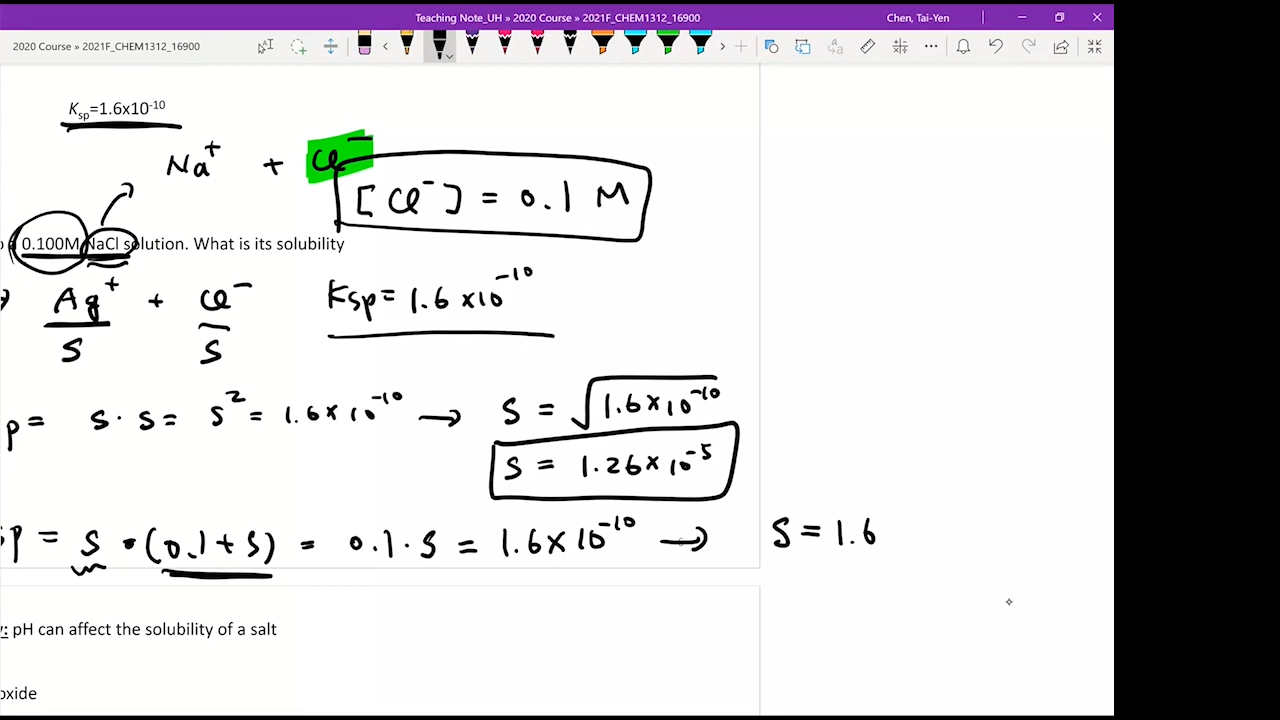 Teaching Note_UH » 2020 Course » 2021F_CHEM1312_16900
Chen, Tai-Yen
2020 Course » 2021F_CHEM1312_16900
Ksp=1.6x10-10
Na+ + Cl-
[Cl-] = 0.1 M
0.100M NaCl solution. What is its solubility
Ag+ + Cl- Ksp = 1.6 x10-10
S S
p = s · s = s2 = 1.6 x 10-10 → S = √1.6 x 10-10
S = 1.26 x 10-5
sp = s · (0.1 + s) = 0.1 · s = 1.6 x 10-10 → S = 1.6
y: pH can affect the solubility of a salt
oxide